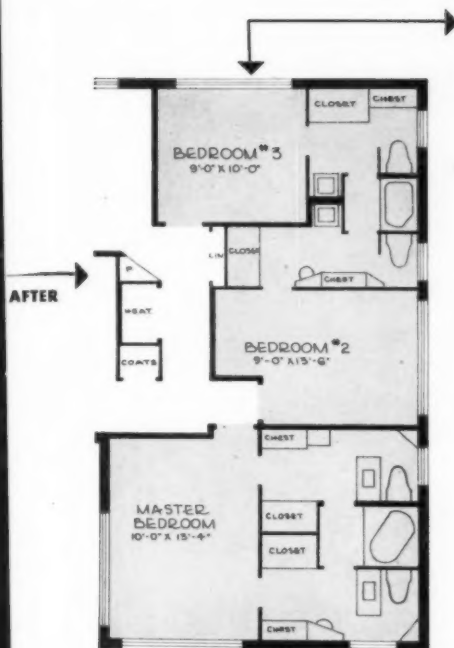 CLOSET
CHEST
BEDROOM #3
9'-0" X 10'-0"
LIN
CLOSET
F
AFTER
HEAT
CHEST
BEDROOM #2
9'-0" X 13'-6"
COATS
CHEST
MASTER
BEDROOM
10'-0" X 13'-4"
CLOSET
CLOSET
CHEST